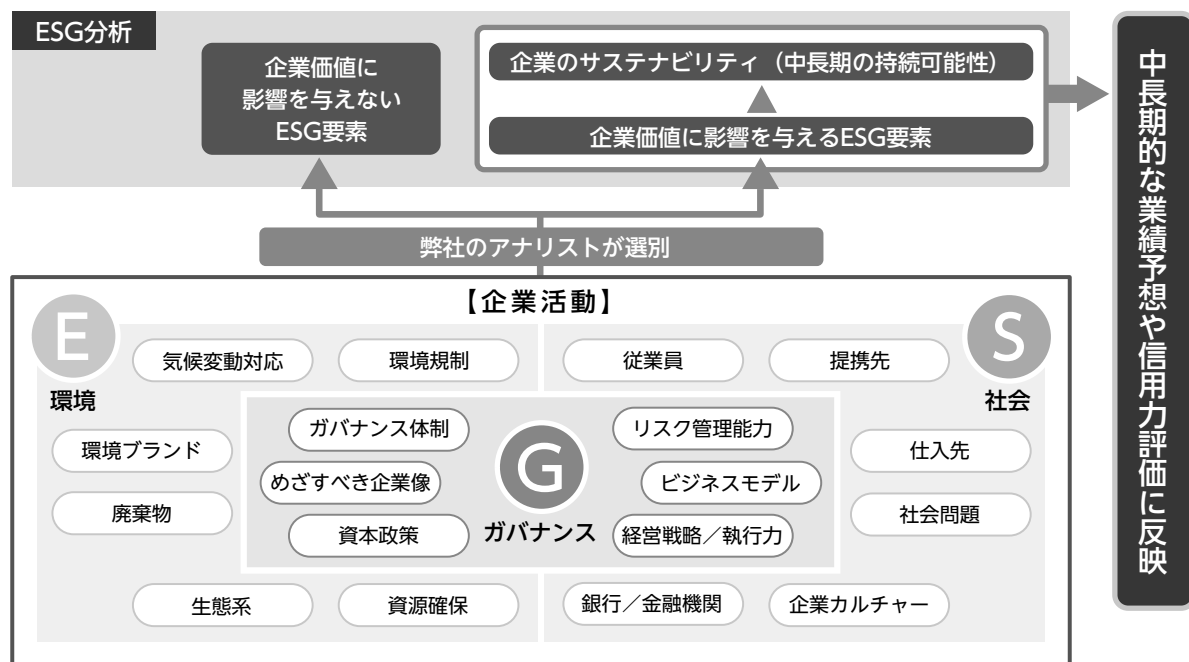 ESG分析
企業価値に
影響を与えない
ESG要素
企業のサステナビリティ（中長期の持続可能性）
企業価値に影響を与えるESG要素
中長期的な業績予想や信用力評価に反映
弊社のアナリストが選別
【企業活動】
E
環境
気候変動対応
環境規制
環境ブランド
廃棄物
生態系
資源確保
S
社会
従業員
提携先
仕入先
社会問題
銀行／金融機関
企業カルチャー
G
ガバナンス
ガバナンス体制
めざすべき企業像
資本政策
リスク管理能力
ビジネスモデル
経営戦略／執行力